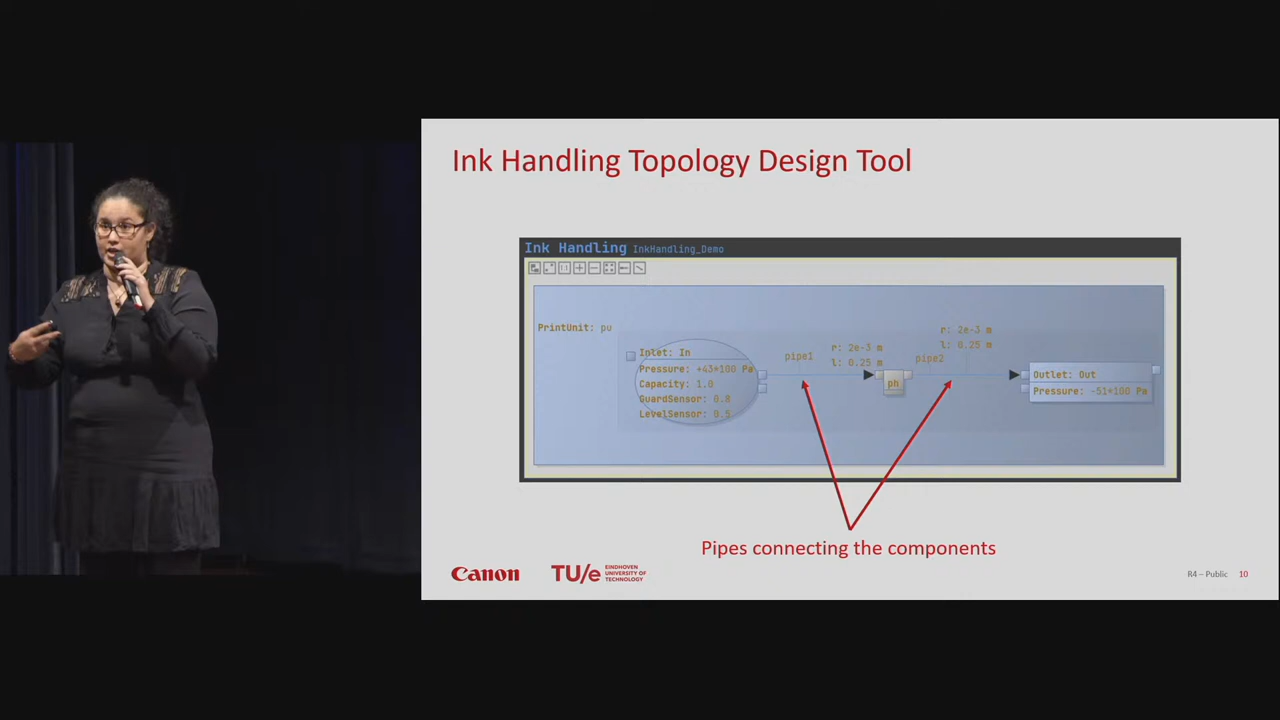 Ink Handling Topology Design Tool
Ink Handling InkHandling_Demo
PrintUnit: pu
Inlet: In
Pressure: +43*100 Pa
Capacity: 1.0
GuardSensor: 0.8
LevelSensor: 0.5
pipe1
r: 2e-3 m
l: 0.25 m
ph
pipe2
r: 2e-3 m
l: 0.25 m
Outlet: Out
Pressure: -51*100 Pa
Pipes connecting the components
Canon
TU/e EINDHOVEN
UNIVERSITY OF
TECHNOLOGY
R4 – Public 10